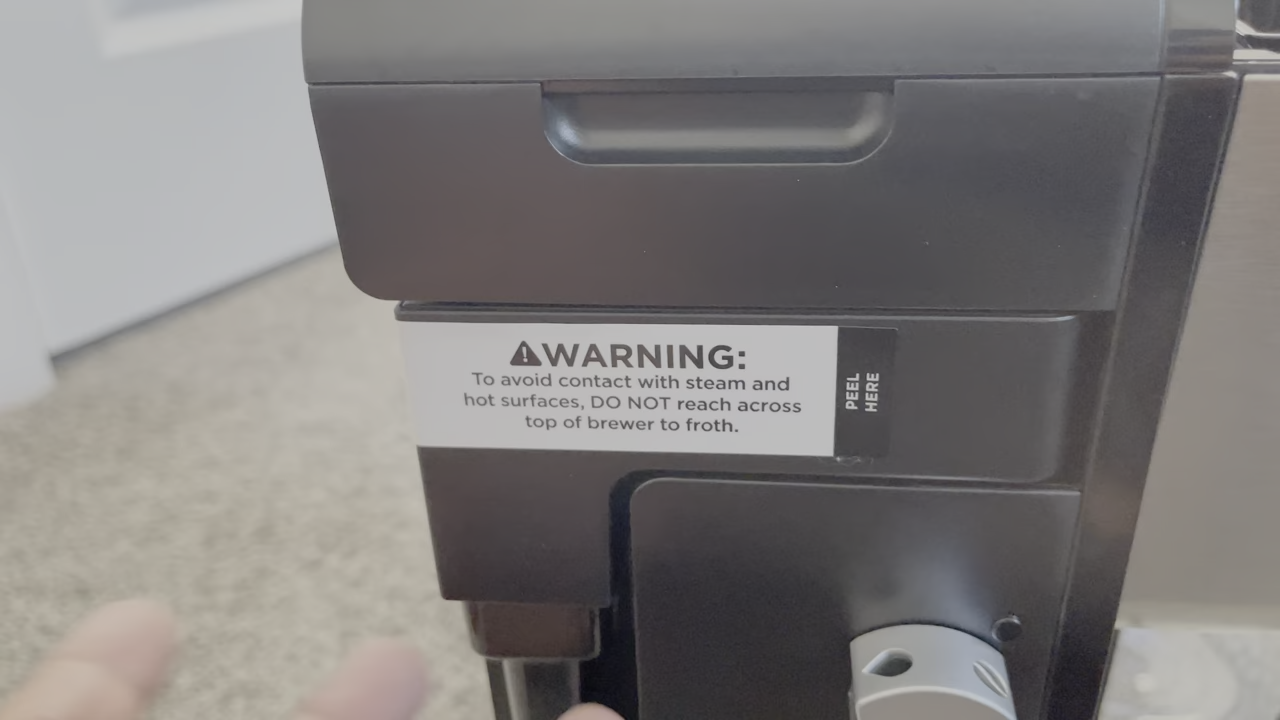 WARNING:
To avoid contact with steam and
hot surfaces, DO NOT reach across
top of brewer to froth.
PEEL
HERE